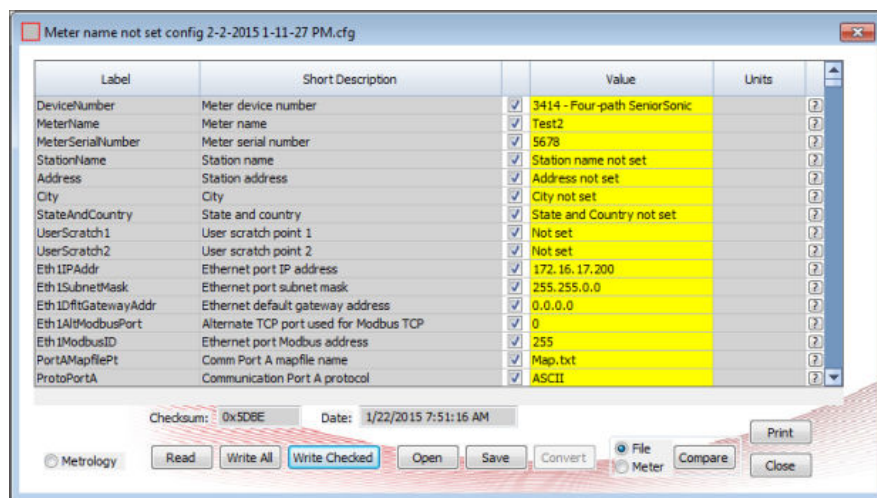 Meter name not set config 2-2-2015 1-11-27 PM.cfg
Label Short Description Value Units
DeviceNumber Meter device number 3414 - Four-path SeniorSonic ?
MeterName Meter name Test2 ?
MeterSerialNumber Meter serial number 5678 ?
StationName Station name Station name not set ?
Address Station address Address not set ?
City City City not set ?
StateAndCountry State and country State and Country not set ?
UserScratch1 User scratch point 1 Not set ?
UserScratch2 User scratch point 2 Not set ?
Eth1IPAddr Ethernet port IP address 172.16.17.200 ?
Eth1SubnetMask Ethernet port subnet mask 255.255.0.0 ?
Eth1DfltGatewayAddr Ethernet default gateway address 0.0.0.0 ?
Eth1AltModbusPort Alternate TCP port used for Modbus TCP 0 ?
Eth1ModbusID Ethernet port Modbus address 255 ?
PortAMapfilePt Comm Port A mapfile name Map.txt ?
ProtoPortA Communication Port A protocol ASCII ?
Checksum: 0x5DBE Date: 1/22/2015 7:51:16 AM
Print
Metrology Read Write All Write Checked Open Save Convert File Meter Compare
Close